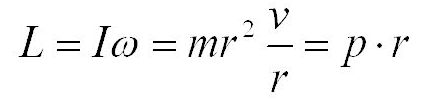 L = Iω = mr² v/r = p · r